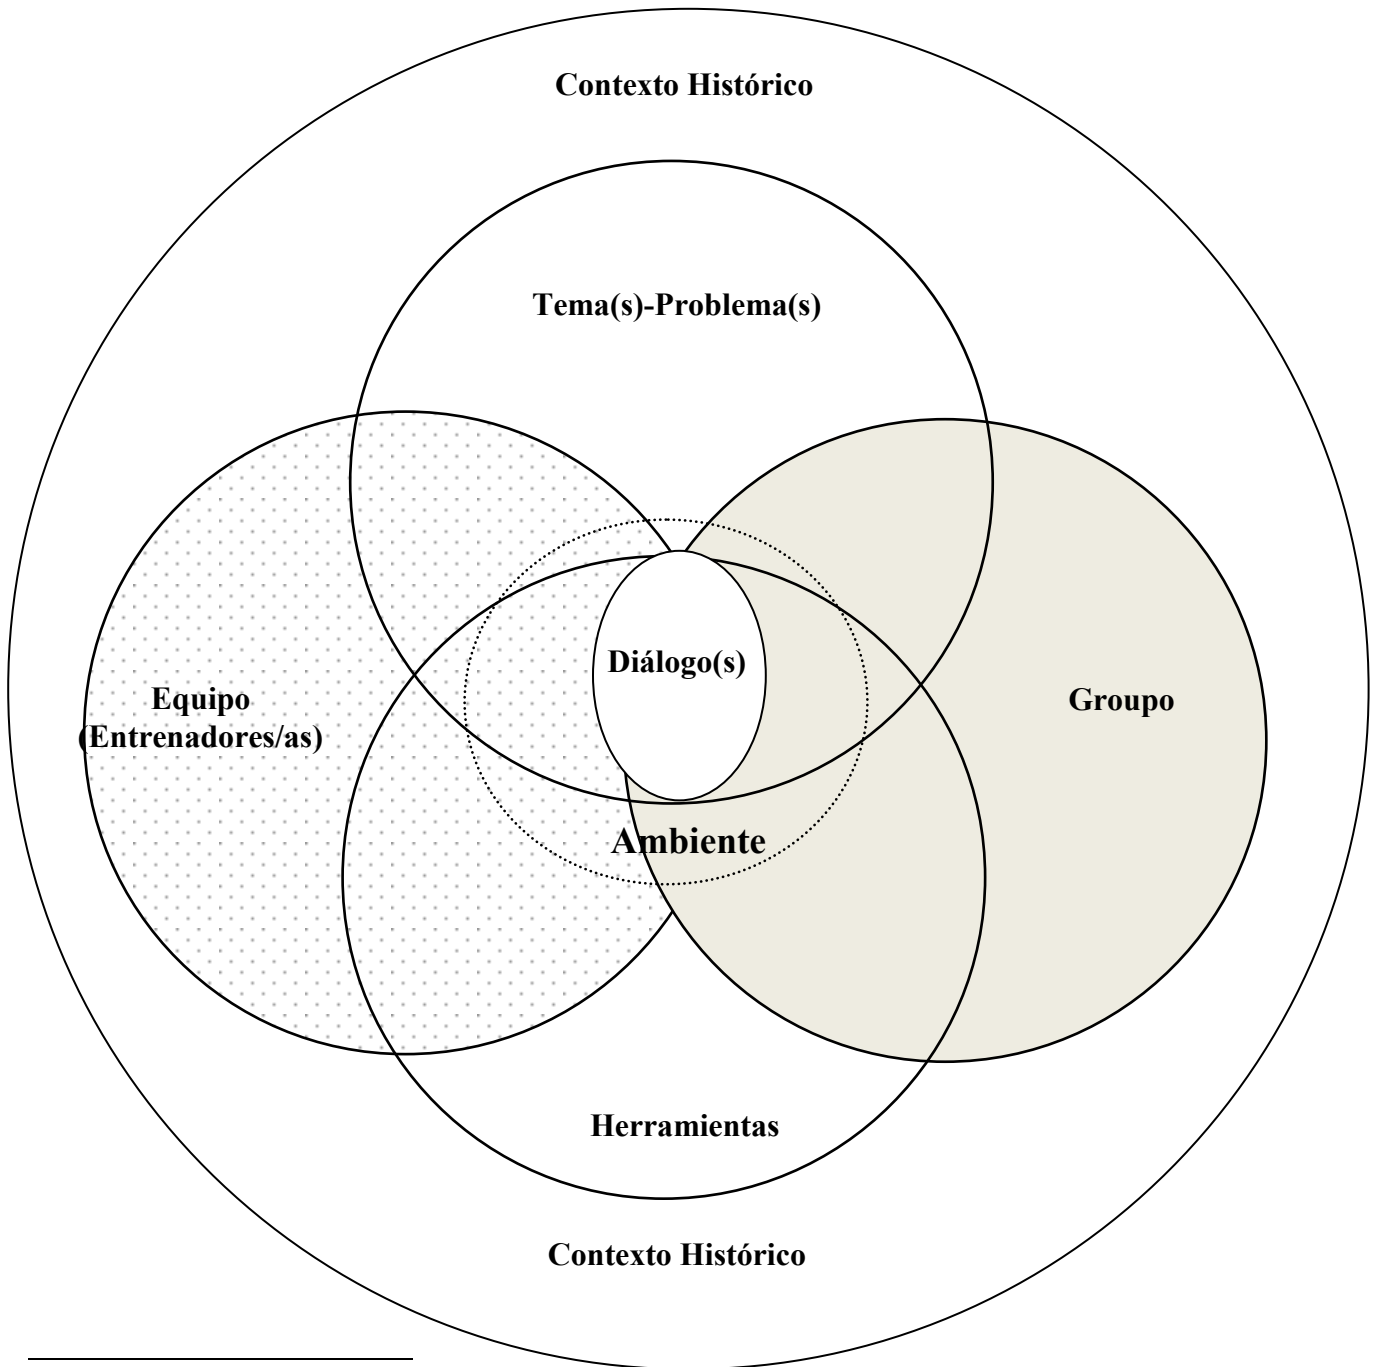 Contexto Histórico
Tema(s)-Problema(s)
Diálogo(s)
Equipo
(Entrenadores/as)
Groupo
Ambiente
Herramientas
Contexto Histórico